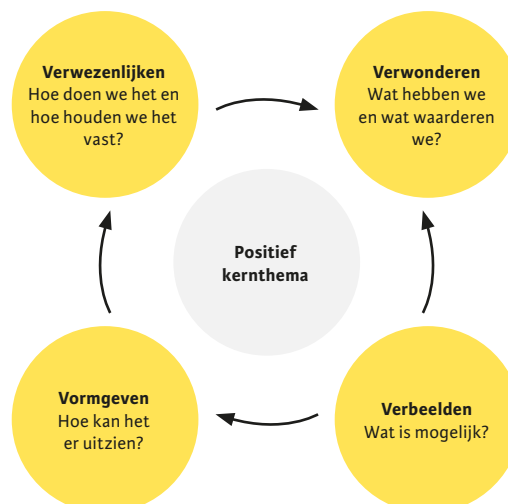 Verwezenlijken
Hoe doen we het en
hoe houden we het
vast?
Verwonderen
Wat hebben we
en wat waarderen
we?
Positief
kernthema
Vormgeven
Hoe kan het
er uitzien?
Verbeelden
Wat is mogelijk?